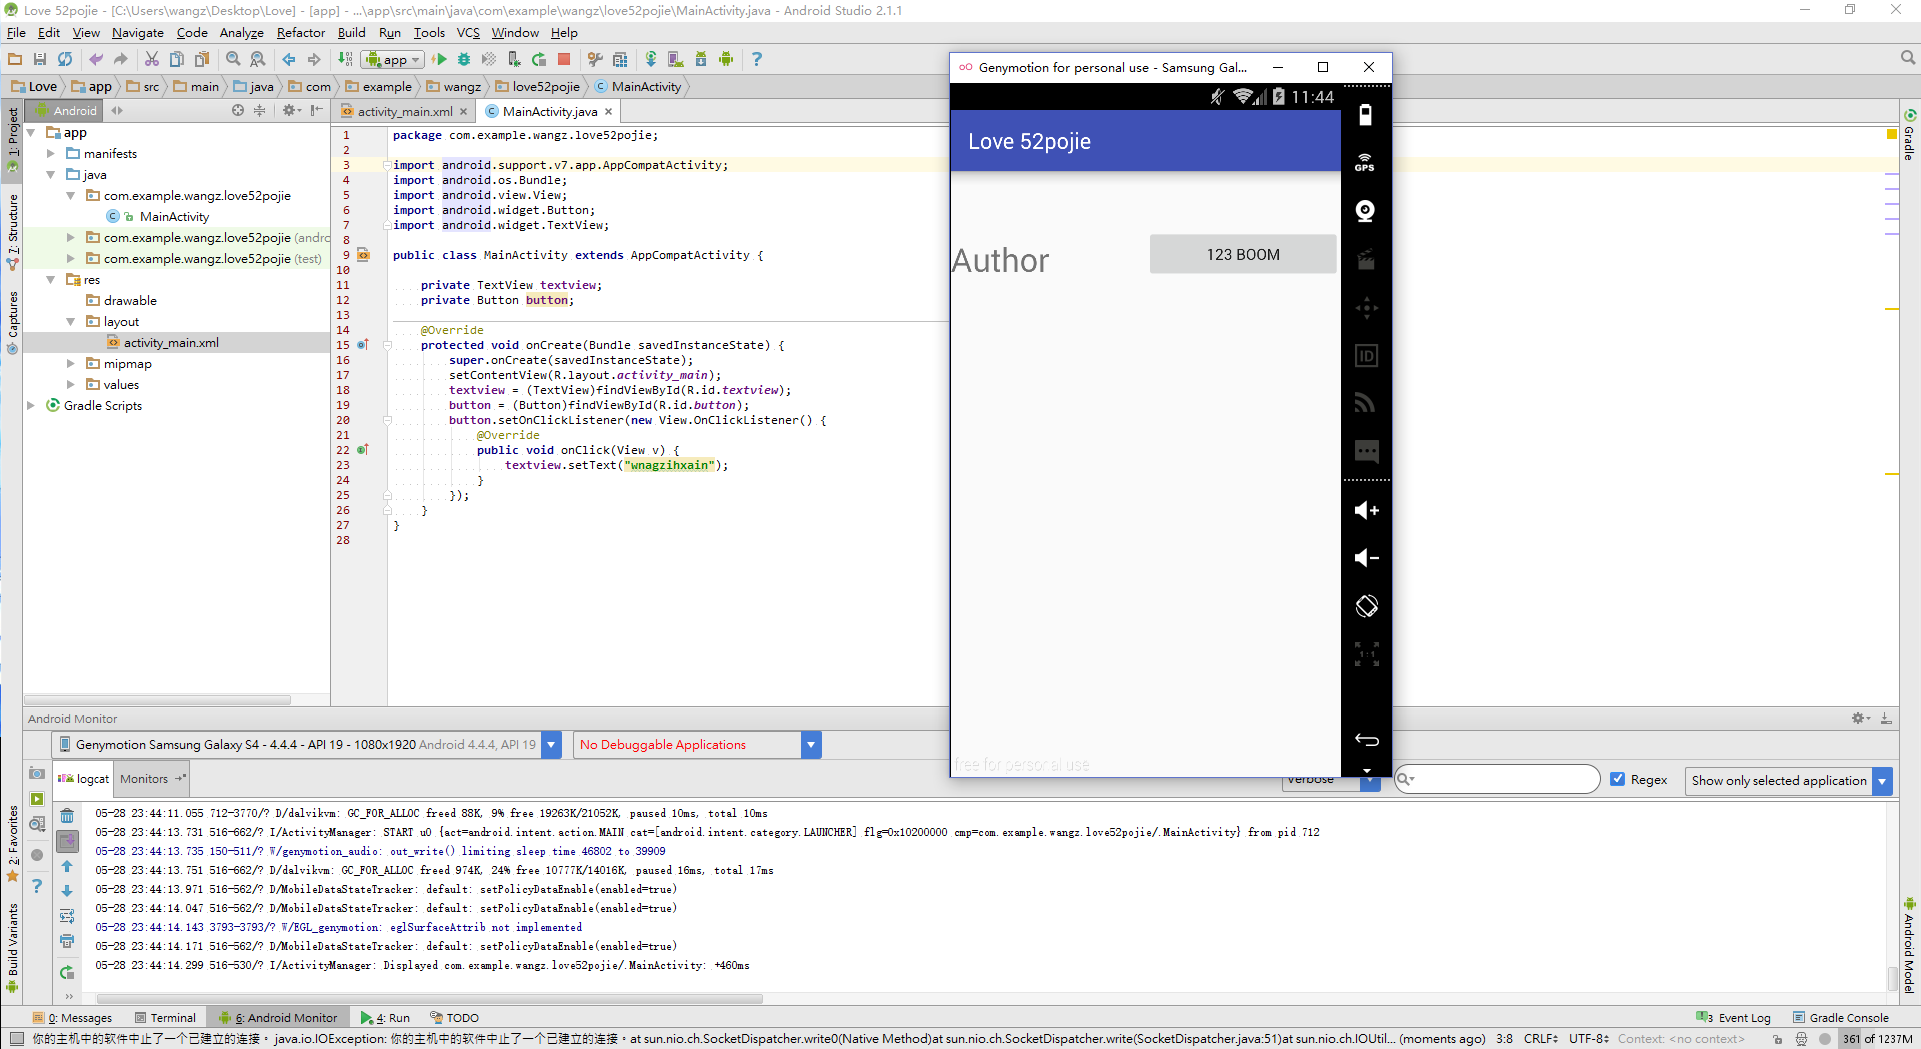 Love 52pojie - [C:\Users\wangz\Desktop\Love] - [app] - ...\app\src\main\java\com\example\wangz\love52pojie\MainActivity.java - Android Studio 2.1.1
File Edit View Navigate Code Analyze Refactor Build Run Tools VCS Window Help
app
Love app src main java com example wangz love52pojie MainActivity
Android
activity_main.xml
MainActivity.java
1: Project
7: Structure
Captures
2: Favorites
Build Variants
app
manifests
java
com.example.wangz.love52pojie
MainActivity
com.example.wangz.love52pojie (andro
com.example.wangz.love52pojie (test)
res
drawable
layout
activity_main.xml
mipmap
values
Gradle Scripts
1 package com.example.wangz.love52pojie;
2
3 import android.support.v7.app.AppCompatActivity;
4 import android.os.Bundle;
5 import android.view.View;
6 import android.widget.Button;
7 import android.widget.TextView;
8
9 public class MainActivity extends AppCompatActivity {
10
11 private TextView textview;
12 private Button button;
13
14 @Override
15 protected void onCreate(Bundle savedInstanceState) {
16 super.onCreate(savedInstanceState);
17 setContentView(R.layout.activity_main);
18 textview = (TextView)findViewById(R.id.textview);
19 button = (Button)findViewById(R.id.button);
20 button.setOnClickListener(new View.OnClickListener() {
21 @Override
22 public void onClick(View v) {
23 textview.setText("wnagzihxain");
24 }
25 });
26 }
27 }
28
Genymotion for personal use - Samsung Gal...
11:44
Love 52pojie
Author
123 BOOM
free for personal use
GPS
ID
1:1
Gradle
Android Model
Android Monitor
Genymotion Samsung Galaxy S4 - 4.4.4 - API 19 - 1080x1920 Android 4.4.4, API 19
No Debuggable Applications
logcat
Monitors
Verbose
Regex
Show only selected application
05-28 23:44:11.055 712-3770/? D/dalvikvm: GC_FOR_ALLOC freed 88K, 9% free 19263K/21052K, paused 10ms, total 10ms
05-28 23:44:13.731 516-662/? I/ActivityManager: START u0 {act=android.intent.action.MAIN cat=[android.intent.category.LAUNCHER] flg=0x10200000 cmp=com.example.wangz.love52pojie/.MainActivity} from pid 712
05-28 23:44:13.735 150-511/? W/genymotion_audio: out_write() limiting sleep time 46802 to 39909
05-28 23:44:13.751 516-662/? D/dalvikvm: GC_FOR_ALLOC freed 974K, 24% free 10777K/14016K, paused 16ms, total 17ms
05-28 23:44:13.971 516-562/? D/MobileDataStateTracker: default: setPolicyDataEnable(enabled=true)
05-28 23:44:14.047 516-562/? D/MobileDataStateTracker: default: setPolicyDataEnable(enabled=true)
05-28 23:44:14.143 3793-3793/? W/EGL_genymotion: eglSurfaceAttrib not implemented
05-28 23:44:14.171 516-562/? D/MobileDataStateTracker: default: setPolicyDataEnable(enabled=true)
05-28 23:44:14.299 516-530/? I/ActivityManager: Displayed com.example.wangz.love52pojie/.MainActivity: +460ms
0: Messages
Terminal
6: Android Monitor
4: Run
TODO
3 Event Log
Gradle Console
你的主机中的软件中止了一个已建立的连接。 java.io.IOException: 你的主机中的软件中止了一个已建立的连接。at sun.nio.ch.SocketDispatcher.write0(Native Method)at sun.nio.ch.SocketDispatcher.write(SocketDispatcher.java:51)at sun.nio.ch.IOUtil... (moments ago) 3:8 CRLF UTF-8 Context: <no context> 361 of 1237M